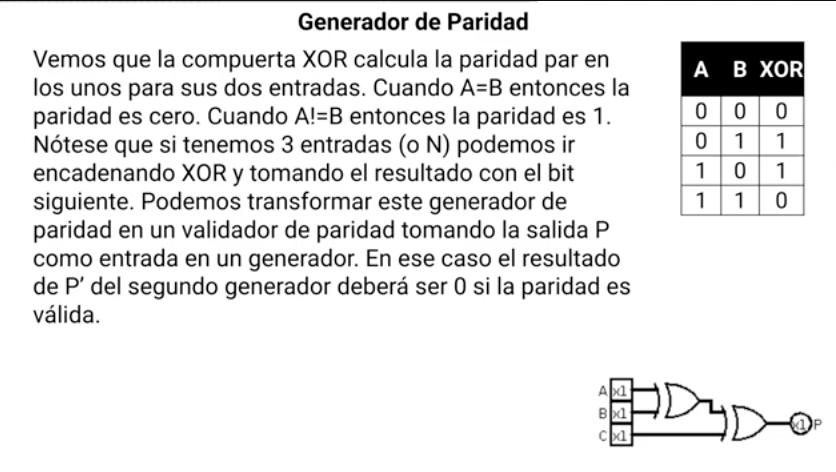 Generador de Paridad
Vemos que la compuerta XOR calcula la paridad par en
los unos para sus dos entradas. Cuando A=B entonces la
paridad es cero. Cuando A!=B entonces la paridad es 1.
Nótese que si tenemos 3 entradas (o N) podemos ir
encadenando XOR y tomando el resultado con el bit
siguiente. Podemos transformar este generador de
paridad en un validador de paridad tomando la salida P
como entrada en un generador. En ese caso el resultado
de P’ del segundo generador deberá ser 0 si la paridad es
válida.
A B XOR
0 0 0
0 1 1
1 0 1
1 1 0
A x1
B x1
C x1
x1 P